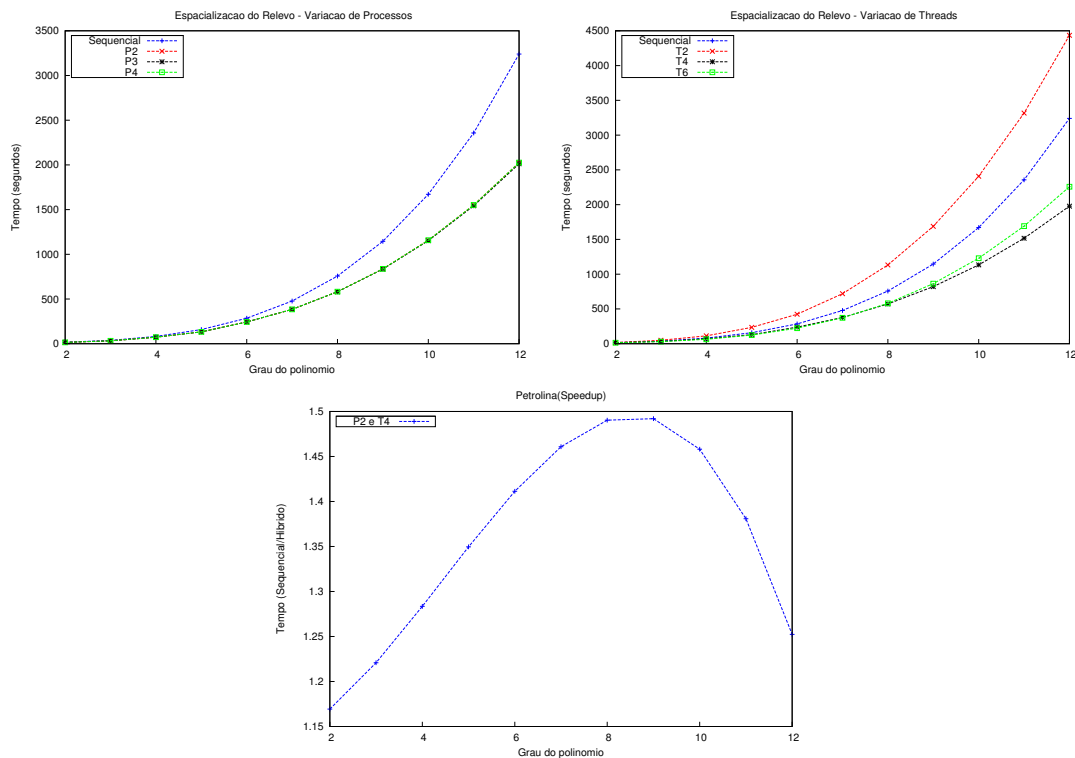 Espacializacao do Relevo - Variacao de Processos
3500
3000
2500
2000
1500
1000
500
0
2
4
6
8
10
12
Tempo (segundos)
Grau do polinomio
Sequencial
P2
P3
P4
Espacializacao do Relevo - Variacao de Threads
4500
4000
3500
3000
2500
2000
1500
1000
500
0
2
4
6
8
10
12
Tempo (segundos)
Grau do polinomio
Sequencial
T2
T4
T6
Petrolina(Speedup)
1.5
1.45
1.4
1.35
1.3
1.25
1.2
1.15
2
4
6
8
10
12
Tempo (Sequencial/Hibrido)
Grau do polinomio
P2 e T4